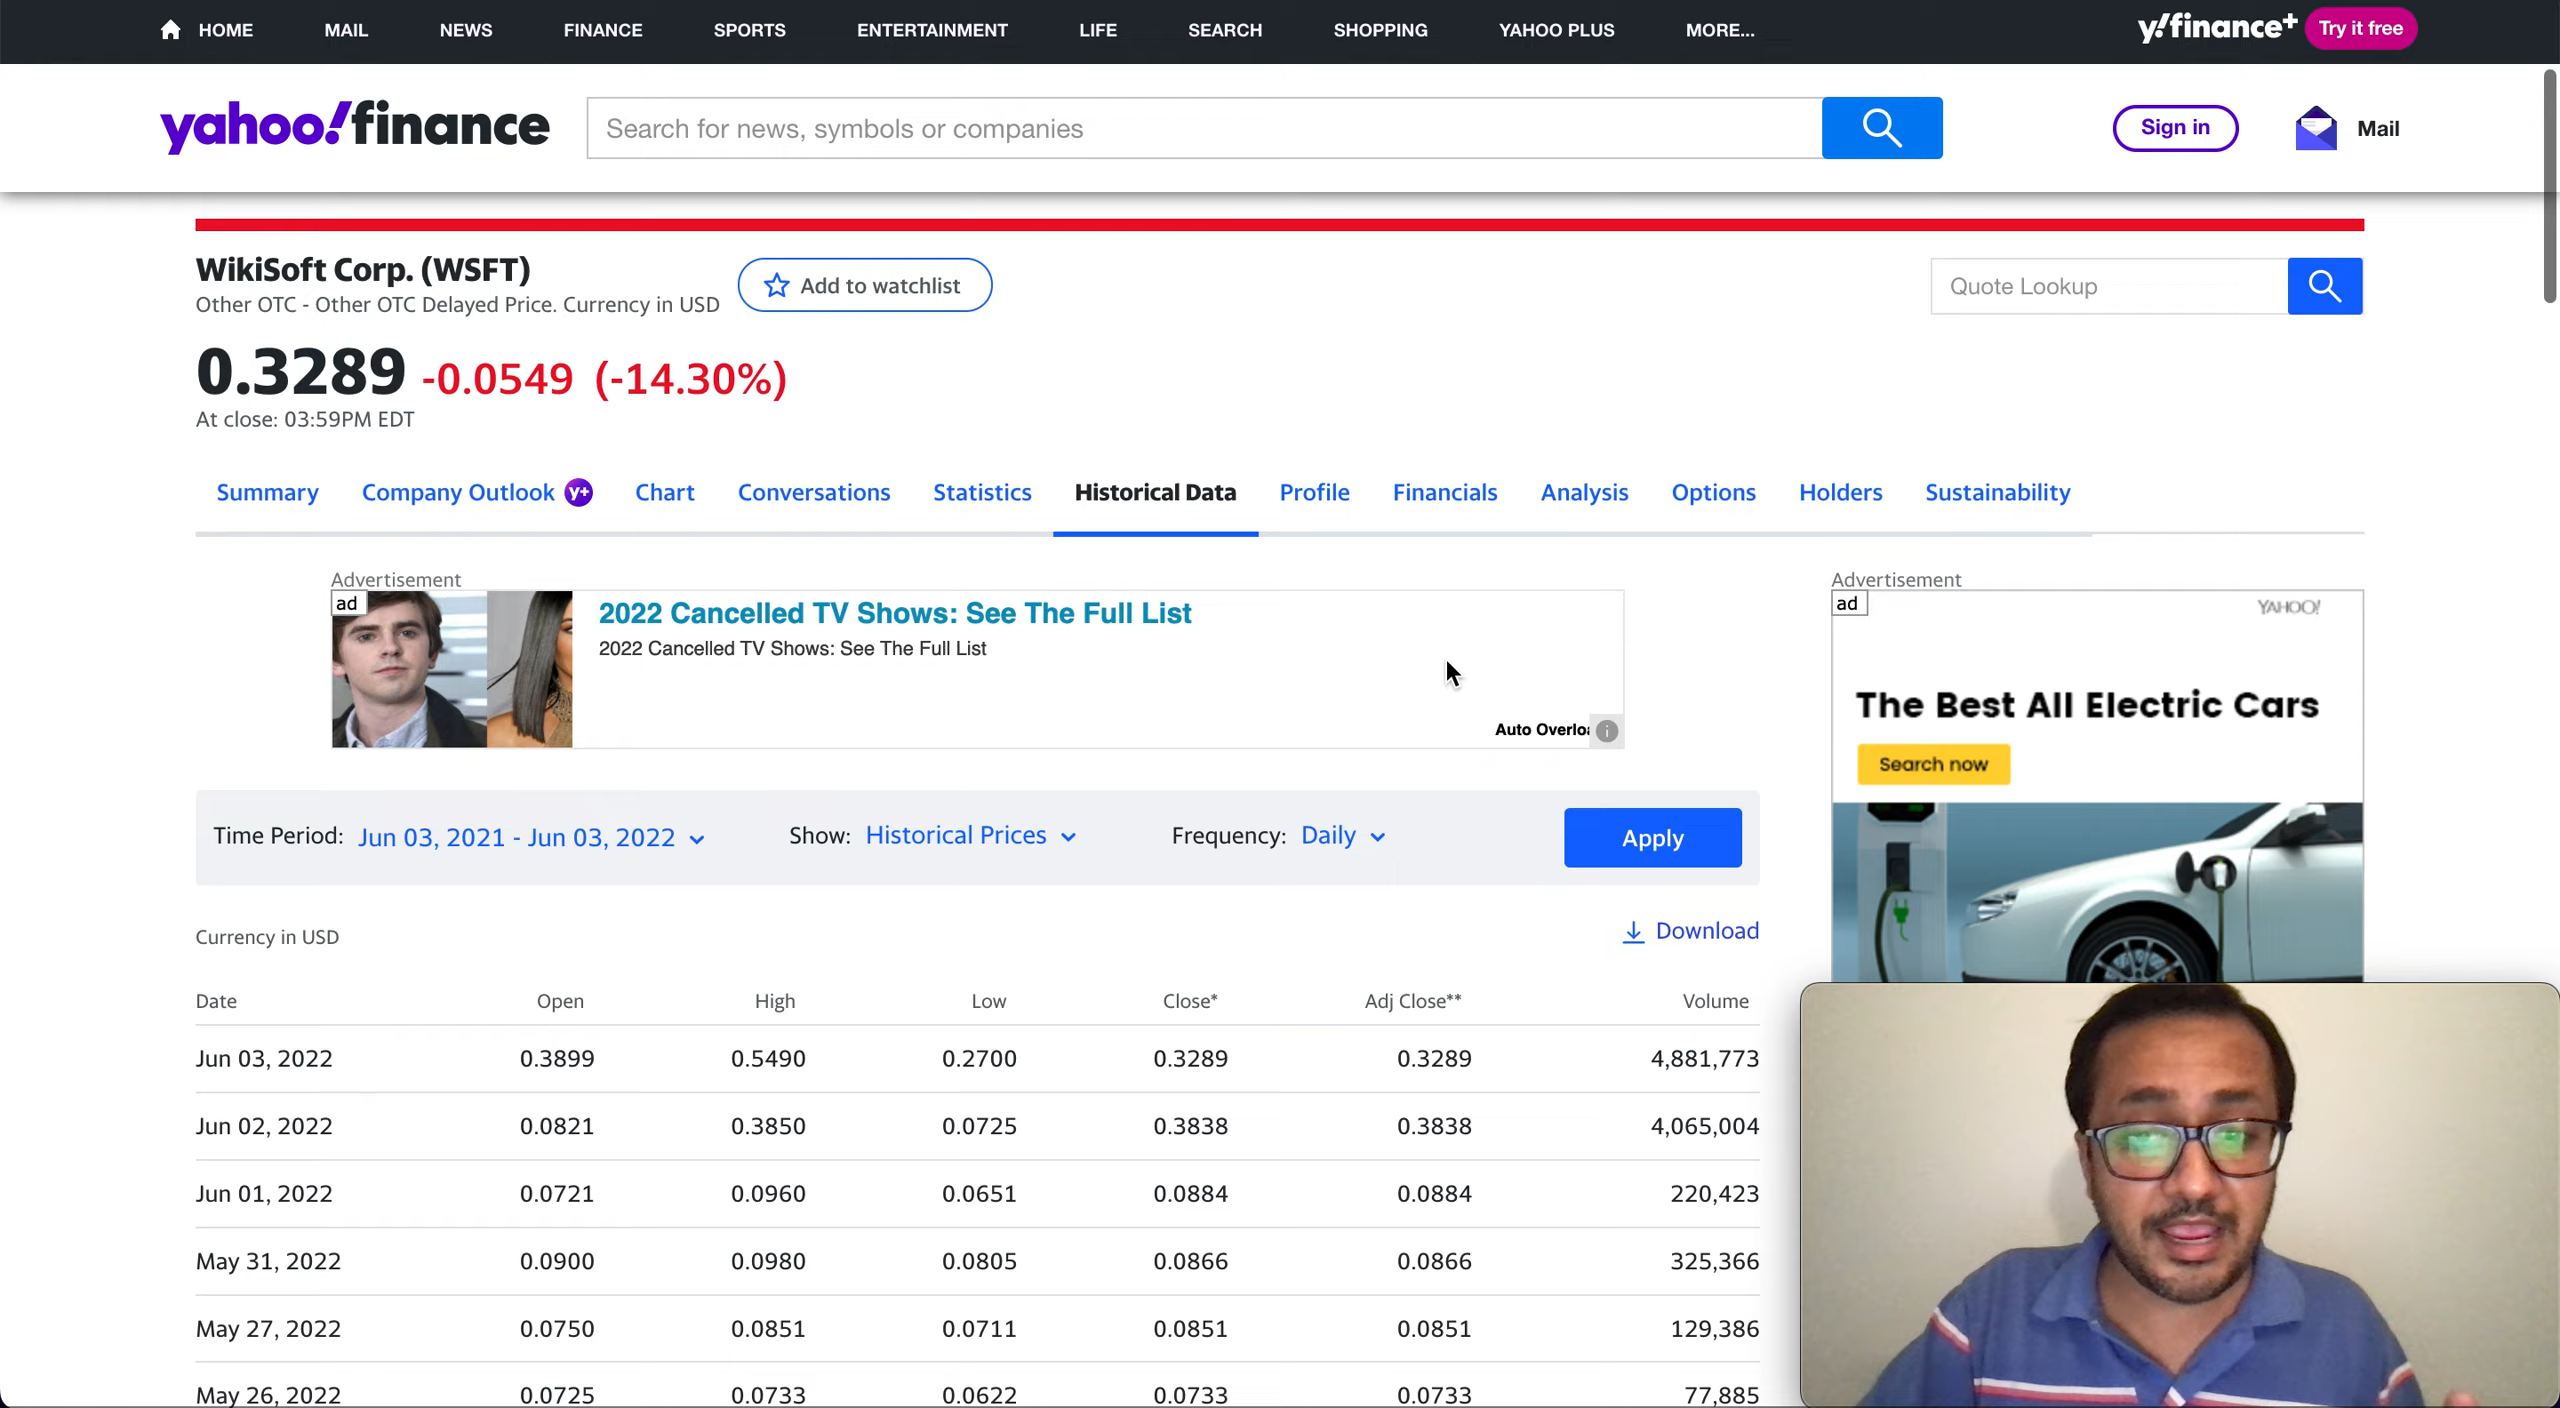 HOME MAIL NEWS FINANCE SPORTS ENTERTAINMENT LIFE SEARCH SHOPPING YAHOO PLUS MORE... y!finance+ Try it free
yahoo!finance Search for news, symbols or companies Sign in Mail
WikiSoft Corp. (WSFT) Add to watchlist Quote Lookup
Other OTC - Other OTC Delayed Price. Currency in USD
0.3289 -0.0549 (-14.30%)
At close: 03:59PM EDT
Summary Company Outlook y+ Chart Conversations Statistics Historical Data Profile Financials Analysis Options Holders Sustainability
Advertisement
ad
2022 Cancelled TV Shows: See The Full List
2022 Cancelled TV Shows: See The Full List
Auto Overloa
Advertisement
ad YAHOO!
The Best All Electric Cars
Search now
Time Period: Jun 03, 2021 - Jun 03, 2022 Show: Historical Prices Frequency: Daily Apply
Currency in USD Download
Date Open High Low Close* Adj Close** Volume
Jun 03, 2022 0.3899 0.5490 0.2700 0.3289 0.3289 4,881,773
Jun 02, 2022 0.0821 0.3850 0.0725 0.3838 0.3838 4,065,004
Jun 01, 2022 0.0721 0.0960 0.0651 0.0884 0.0884 220,423
May 31, 2022 0.0900 0.0980 0.0805 0.0866 0.0866 325,366
May 27, 2022 0.0750 0.0851 0.0711 0.0851 0.0851 129,386
May 26, 2022 0.0725 0.0733 0.0622 0.0733 0.0733 77,885